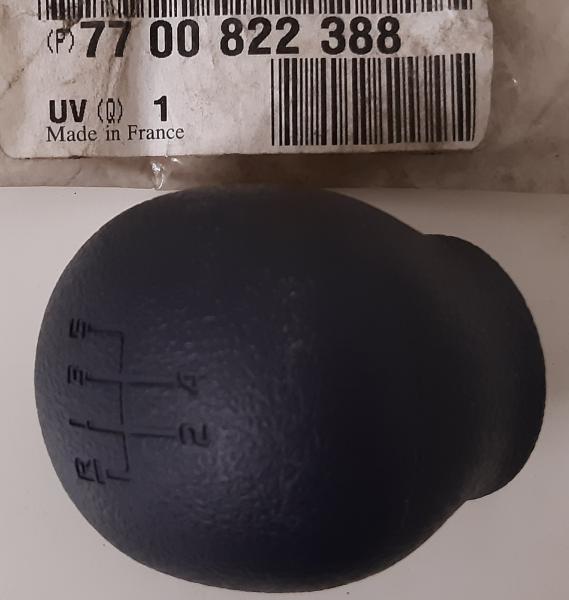 (P) 77 00 822 388
UV (Q) 1
Made in France
5
3 4
1 2
R